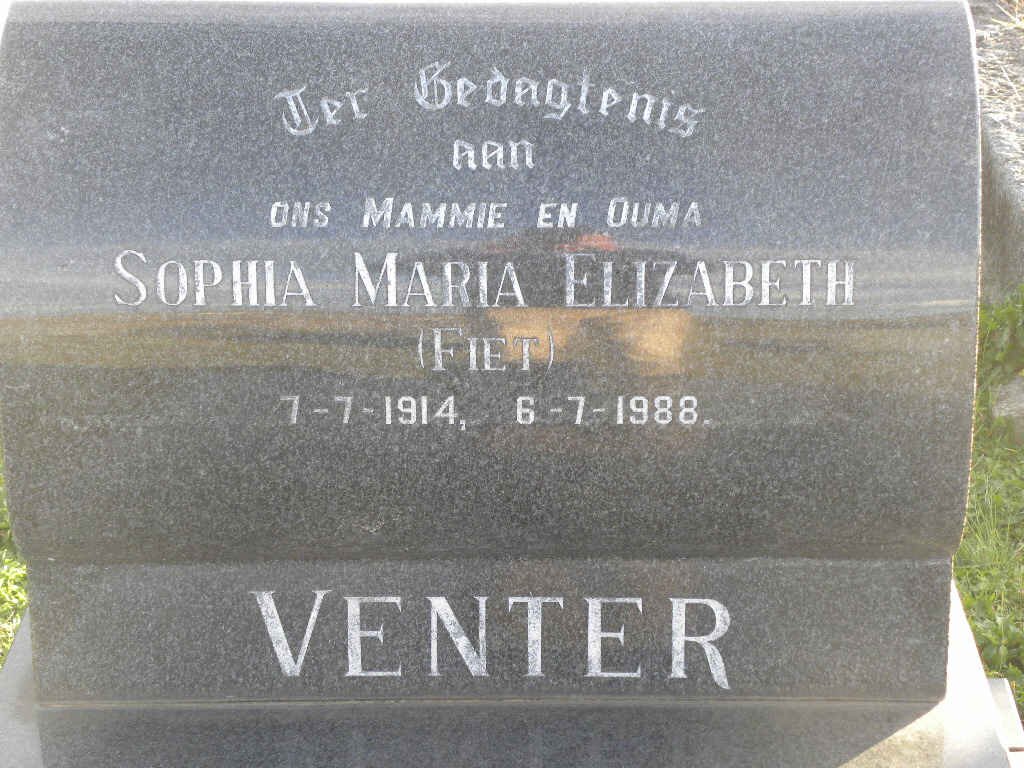 Ter Gedagtenis
aan
ONS MAMMIE EN OUMA
SOPHIA MARIA ELIZABETH
(FIET)
7-7-1914, 6-7-1988.
VENTER